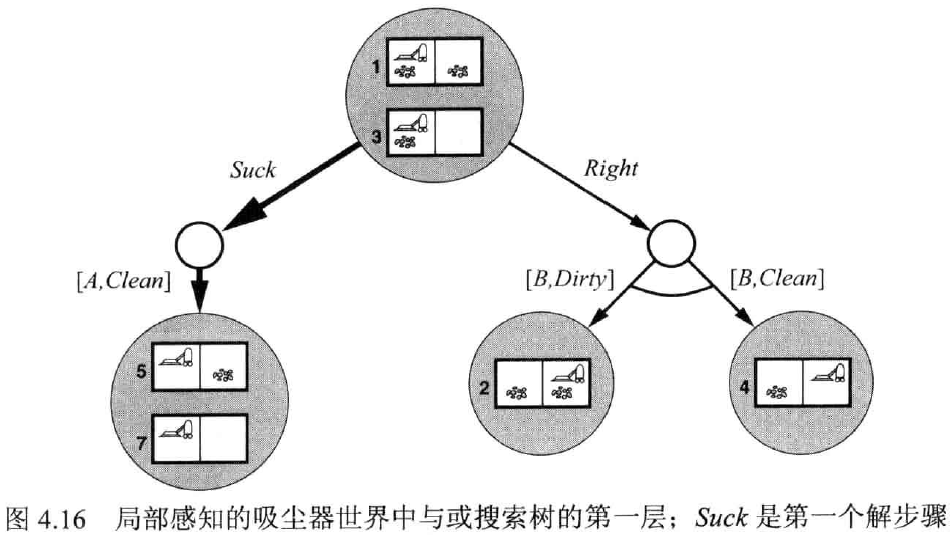 1
3
Suck
Right
[A,Clean]
[B,Dirty]
[B,Clean]
5
7
2
4
图 4.16 局部感知的吸尘器世界中与或搜索树的第一层；Suck 是第一个解步骤